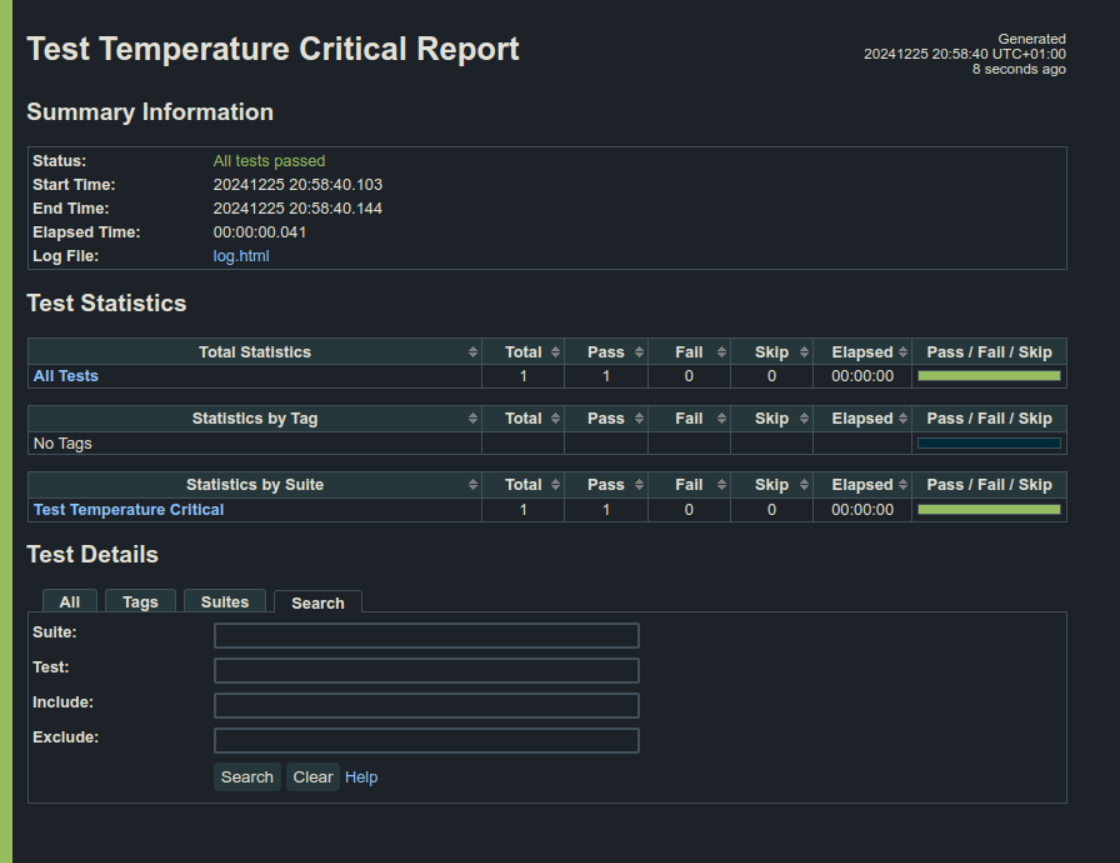 Test Temperature Critical Report
Generated
20241225 20:58:40 UTC+01:00
8 seconds ago
Summary Information
Status: All tests passed
Start Time: 20241225 20:58:40.103
End Time: 20241225 20:58:40.144
Elapsed Time: 00:00:00.041
Log File: log.html
Test Statistics
Total Statistics Total Pass Fail Skip Elapsed Pass / Fail / Skip
All Tests 1 1 0 0 00:00:00
Statistics by Tag Total Pass Fail Skip Elapsed Pass / Fail / Skip
No Tags
Statistics by Suite Total Pass Fail Skip Elapsed Pass / Fail / Skip
Test Temperature Critical 1 1 0 0 00:00:00
Test Details
All Tags Suites Search
Suite:
Test:
Include:
Exclude:
Search Clear Help